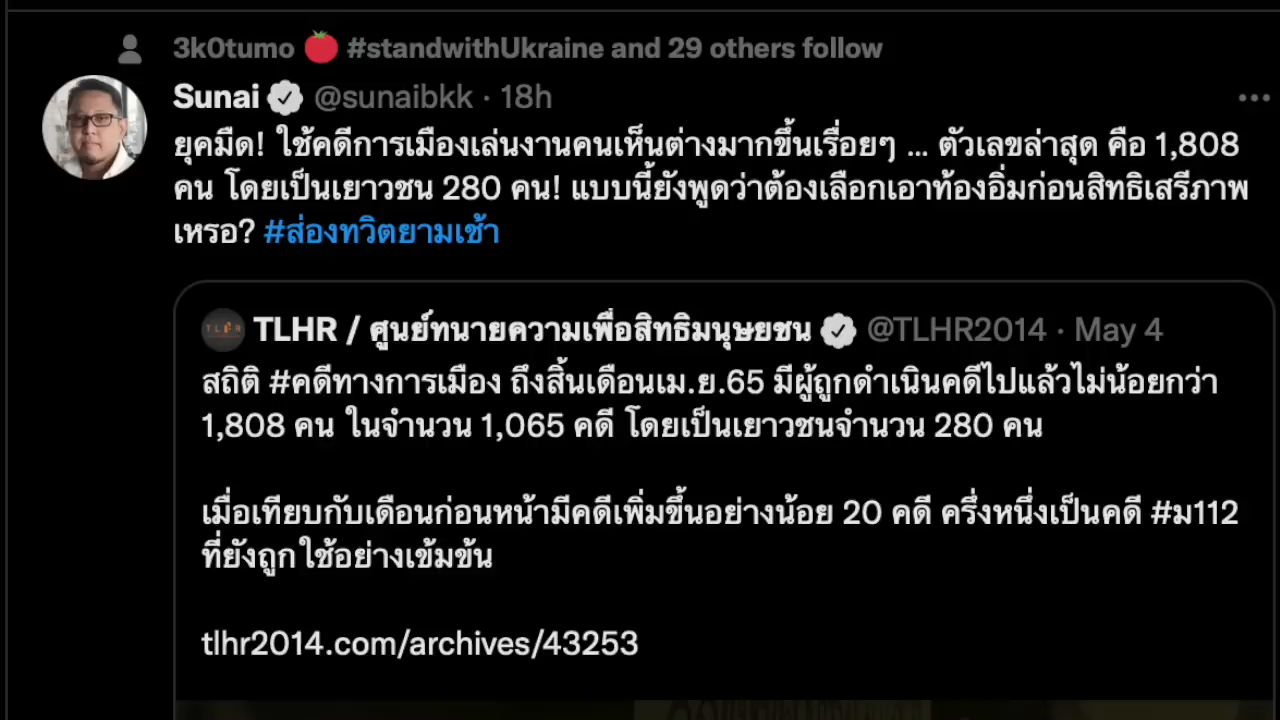 3k0tumo 🍅 #standwithUkraine and 29 others follow
Sunai @sunaibkk · 18h
ยุคมืด! ใช้คดีการเมืองเล่นงานคนเห็นต่างมากขึ้นเรื่อยๆ ... ตัวเลขล่าสุด คือ 1,808
คน โดยเป็นเยาวชน 280 คน! แบบนี้ยังพูดว่าต้องเลือกเอาท้องอิ่มก่อนสิทธิเสรีภาพ
เหรอ? #ส่องทวิตยามเช้า
TLHR / ศูนย์ทนายความเพื่อสิทธิมนุษยชน @TLHR2014 · May 4
สถิติ #คดีทางการเมือง ถึงสิ้นเดือนเม.ย.65 มีผู้ถูกดำเนินคดีไปแล้วไม่น้อยกว่า
1,808 คน ในจำนวน 1,065 คดี โดยเป็นเยาวชนจำนวน 280 คน
เมื่อเทียบกับเดือนก่อนหน้ามีคดีเพิ่มขึ้นอย่างน้อย 20 คดี ครึ่งหนึ่งเป็นคดี #ม112
ที่ยังถูกใช้อย่างเข้มข้น
tlhr2014.com/archives/43253